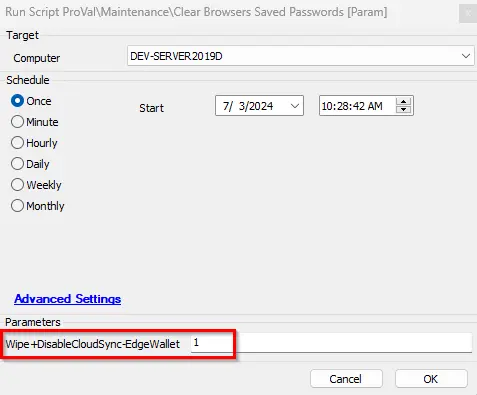 Run Script ProVal\Maintenance\Clear Browsers Saved Passwords [Param]
Target
Computer DEV-SERVER2019D
Schedule
Once Start 7/ 3/2024 10:28:42 AM
Minute
Hourly
Daily
Weekly
Monthly
Advanced Settings
Parameters
Wipe+DisableCloudSync-EdgeWallet 1
Cancel OK